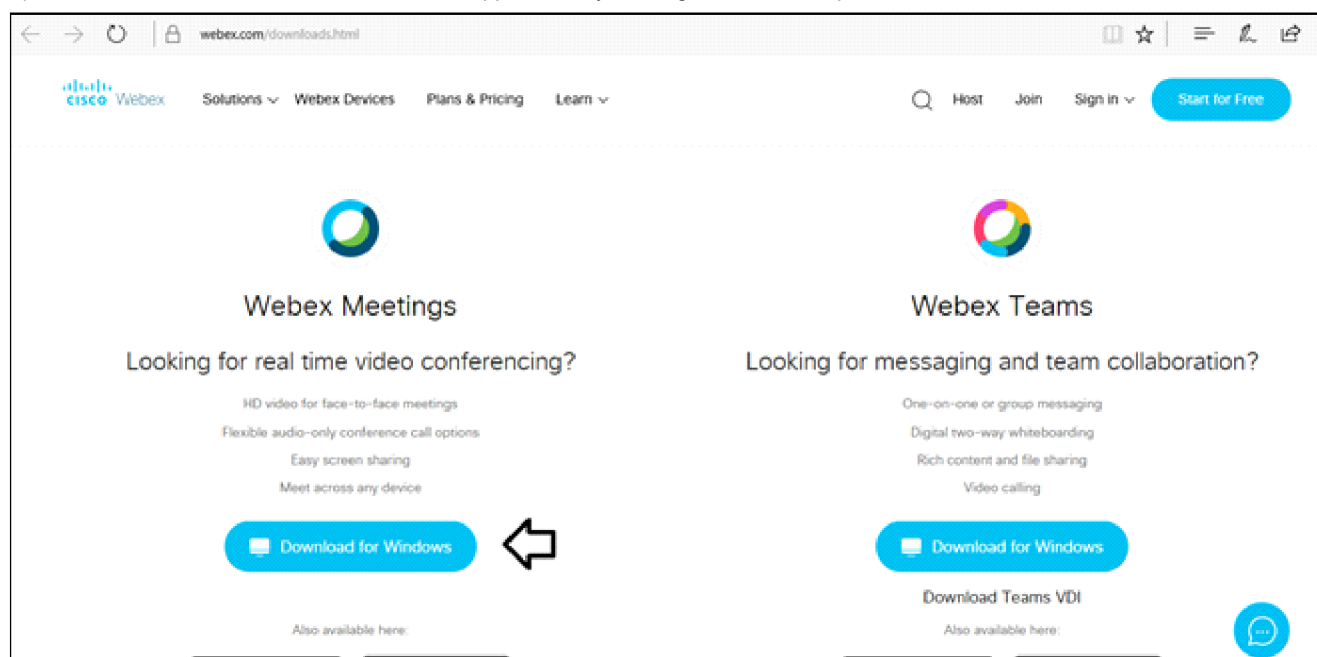 webex.com/downloads.html
cisco Webex Solutions Webex Devices Plans & Pricing Learn Host Join Sign in Start for Free
Webex Meetings
Looking for real time video conferencing?
HD video for face-to-face meetings
Flexible audio-only conference call options
Easy screen sharing
Meet across any device
Download for Windows
Also available here:
Webex Teams
Looking for messaging and team collaboration?
One-on-one or group messaging
Digital two-way whiteboarding
Rich content and file sharing
Video calling
Download for Windows
Download Teams VDI
Also available here: